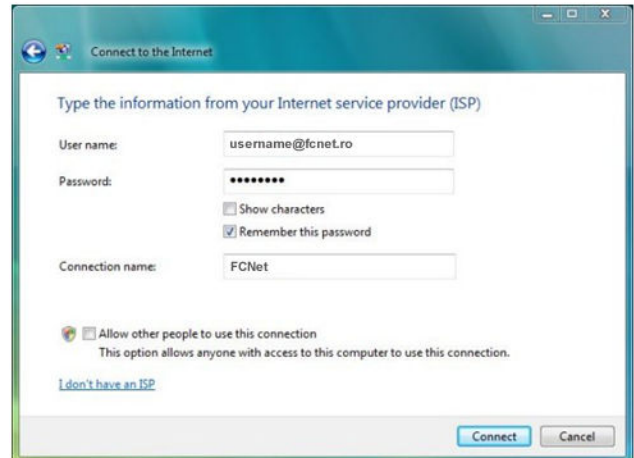 Connect to the Internet
Type the information from your Internet service provider (ISP)
User name: username@fcnet.ro
Password: ••••••••
Show characters
Remember this password
Connection name: FCNet
Allow other people to use this connection
This option allows anyone with access to this computer to use this connection.
I don't have an ISP
Connect Cancel